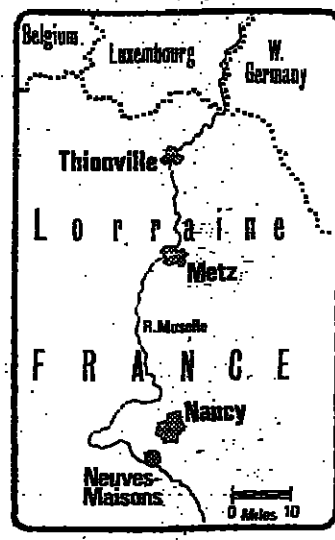 Belgium
Luxembourg
W.
Germany
Thionville
Lorraine
Metz
R. Moselle
FRANCE
Nancy
Neuves-
Maisons
0 Miles 10